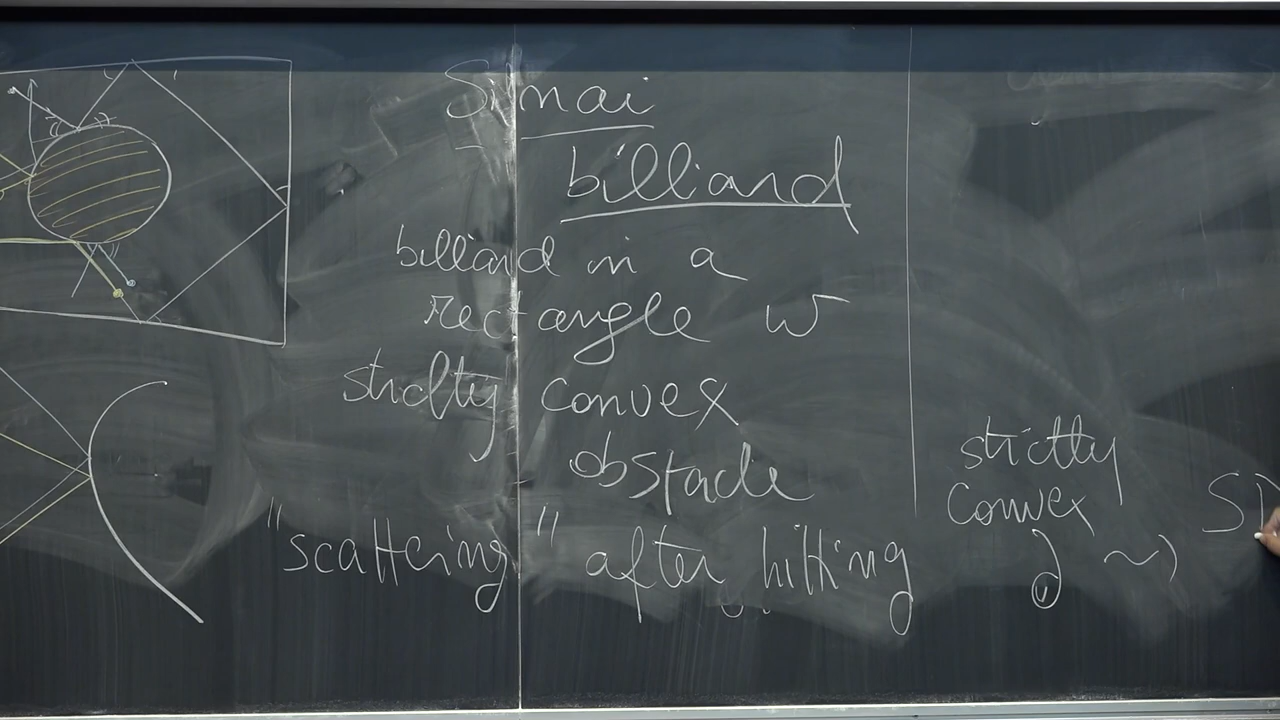 Sinai
billiard
billiard in a
rectangle w
strictly convex
obstacle
"scattering" after hitting
strictly
convex
∂ ~)